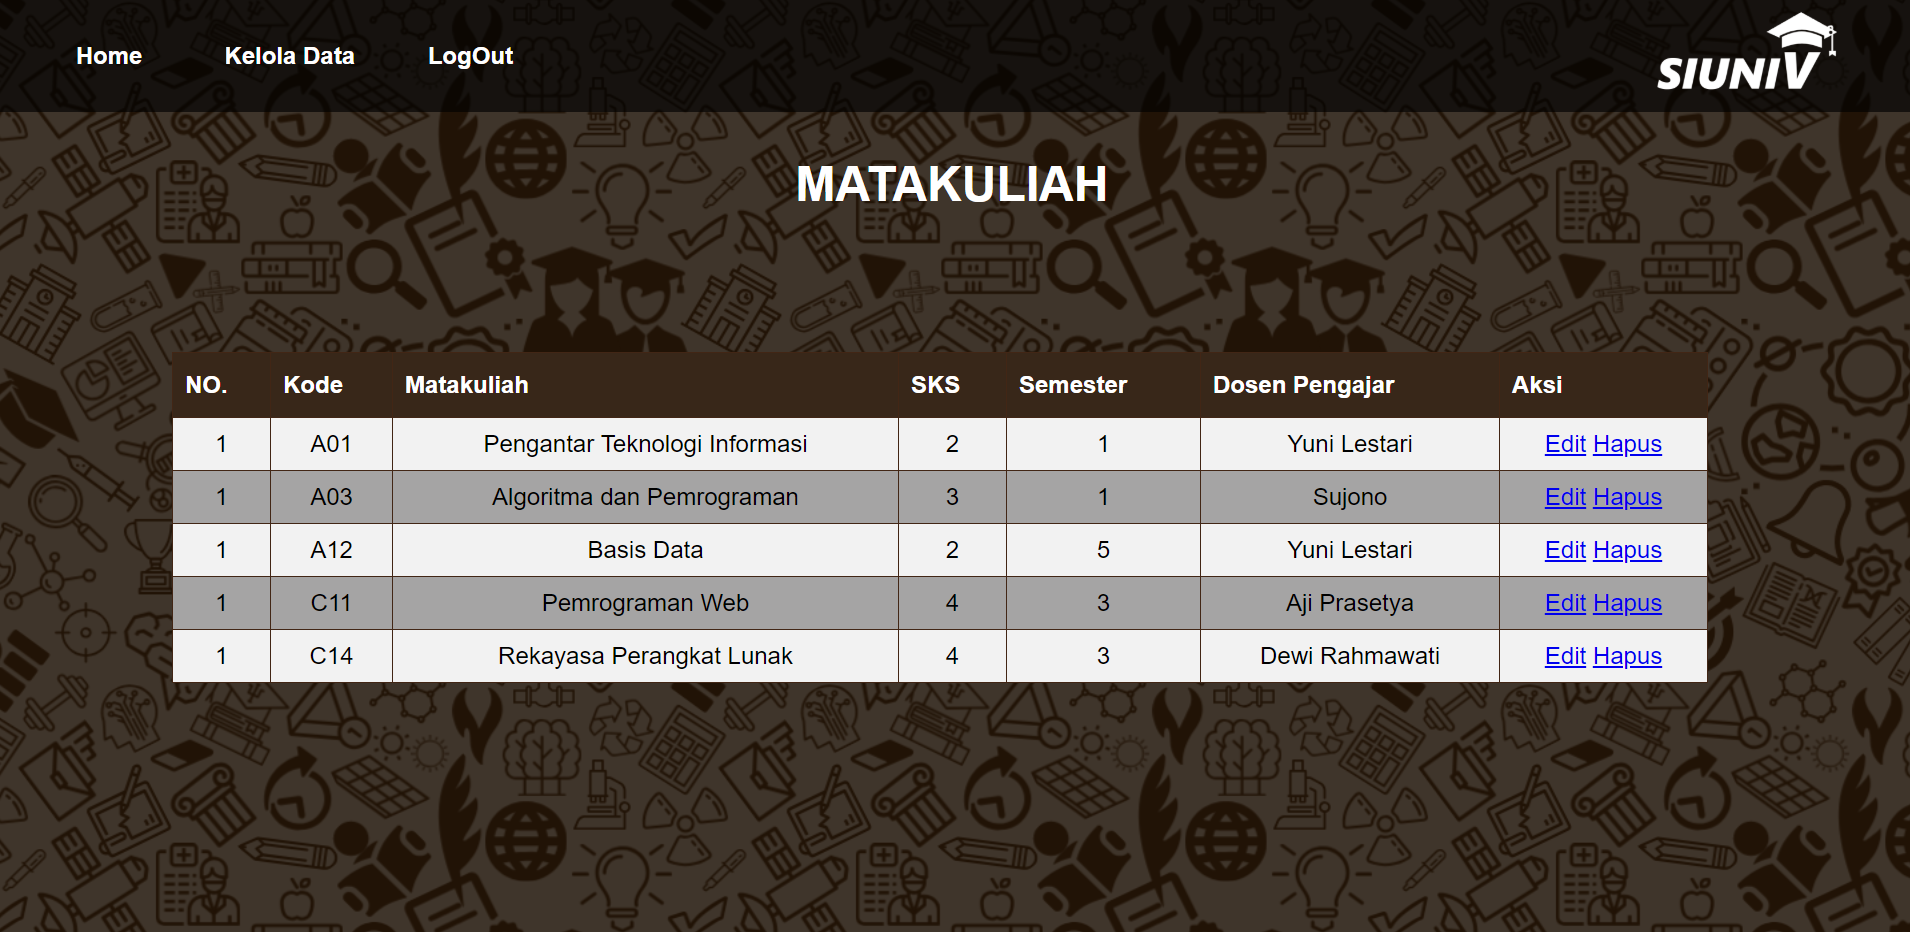 Home Kelola Data LogOut SIUNIV
MATAKULIAH
NO. Kode Matakuliah SKS Semester Dosen Pengajar Aksi
1 A01 Pengantar Teknologi Informasi 2 1 Yuni Lestari Edit Hapus
1 A03 Algoritma dan Pemrograman 3 1 Sujono Edit Hapus
1 A12 Basis Data 2 5 Yuni Lestari Edit Hapus
1 C11 Pemrograman Web 4 3 Aji Prasetya Edit Hapus
1 C14 Rekayasa Perangkat Lunak 4 3 Dewi Rahmawati Edit Hapus